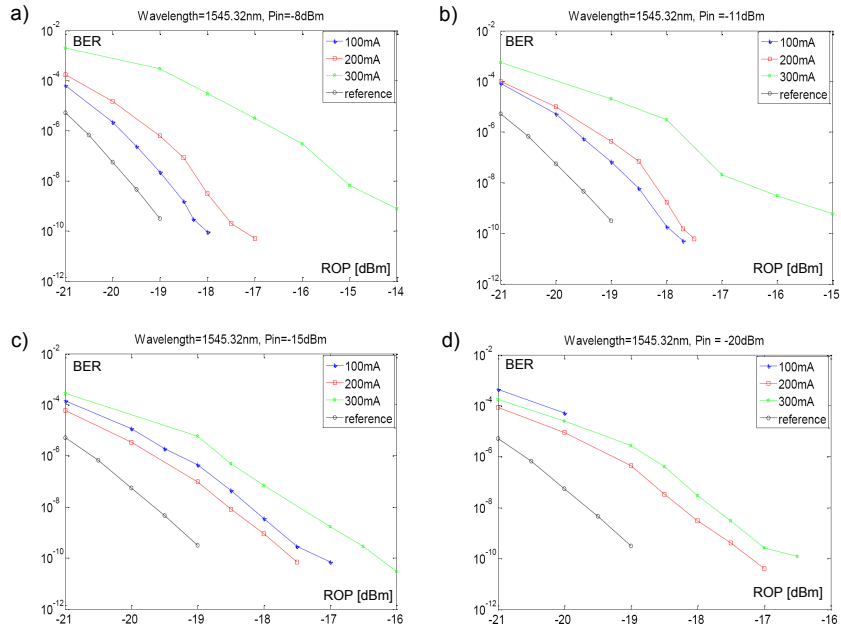 a)
Wavelength=1545.32nm, Pin=-8dBm
BER
100mA
200mA
300mA
reference
10^-2
10^-4
10^-6
10^-8
10^-10
10^-12
ROP [dBm]
-21 -20 -19 -18 -17 -16 -15 -14
b)
Wavelength=1545.32nm, Pin =-11dBm
BER
100mA
200mA
300mA
reference
10^-2
10^-4
10^-6
10^-8
10^-10
10^-12
ROP [dBm]
-21 -20 -19 -18 -17 -16 -15
c)
Wavelength=1545.32nm, Pin=-15dBm
BER
100mA
200mA
300mA
reference
10^-2
10^-4
10^-6
10^-8
10^-10
10^-12
ROP [dBm]
-21 -20 -19 -18 -17 -16
d)
Wavelength=1545.32nm, Pin = -20dBm
BER
100mA
200mA
300mA
reference
10^-2
10^-4
10^-6
10^-8
10^-10
10^-12
ROP [dBm]
-21 -20 -19 -18 -17 -16